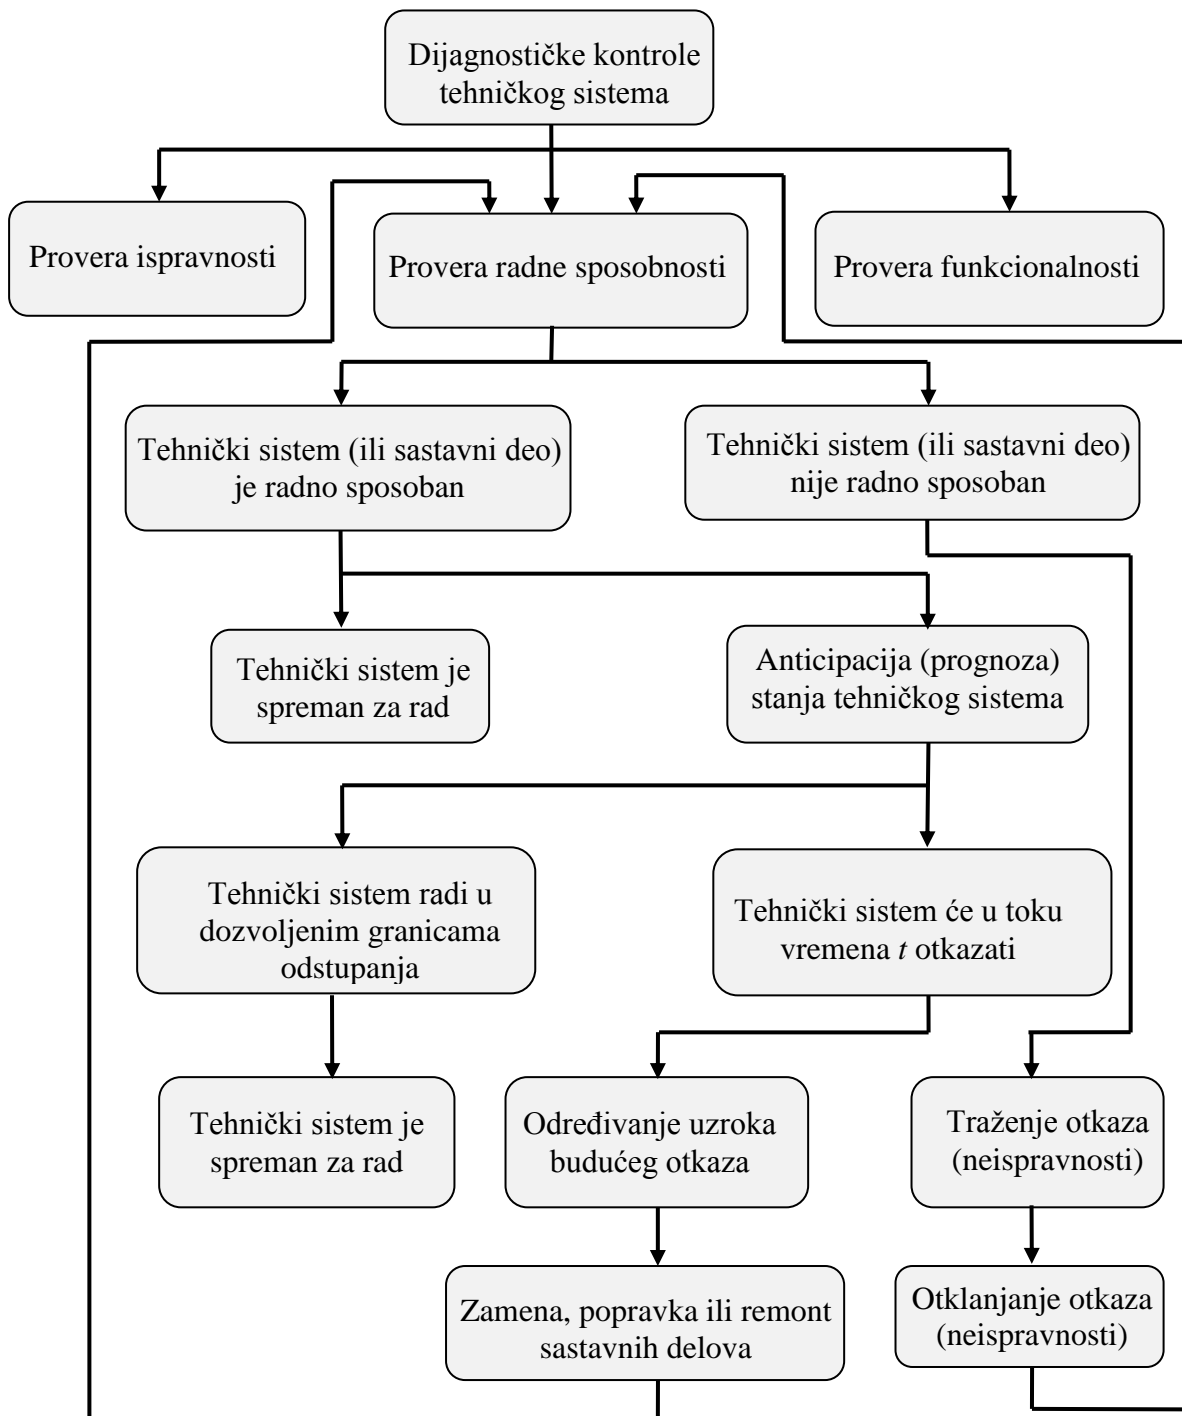 Dijagnostičke kontrole
tehničkog sistema
Provera ispravnosti
Provera radne sposobnosti
Provera funkcionalnosti
Tehnički sistem (ili sastavni deo)
je radno sposoban
Tehnički sistem (ili sastavni deo)
nije radno sposoban
Tehnički sistem je
spreman za rad
Anticipacija (prognoza)
stanja tehničkog sistema
Tehnički sistem radi u
dozvoljenim granicama
odstupanja
Tehnički sistem će u toku
vremena t otkazati
Tehnički sistem je
spreman za rad
Određivanje uzroka
budućeg otkaza
Traženje otkaza
(neispravnosti)
Zamena, popravka ili remont
sastavnih delova
Otklanjanje otkaza
(neispravnosti)